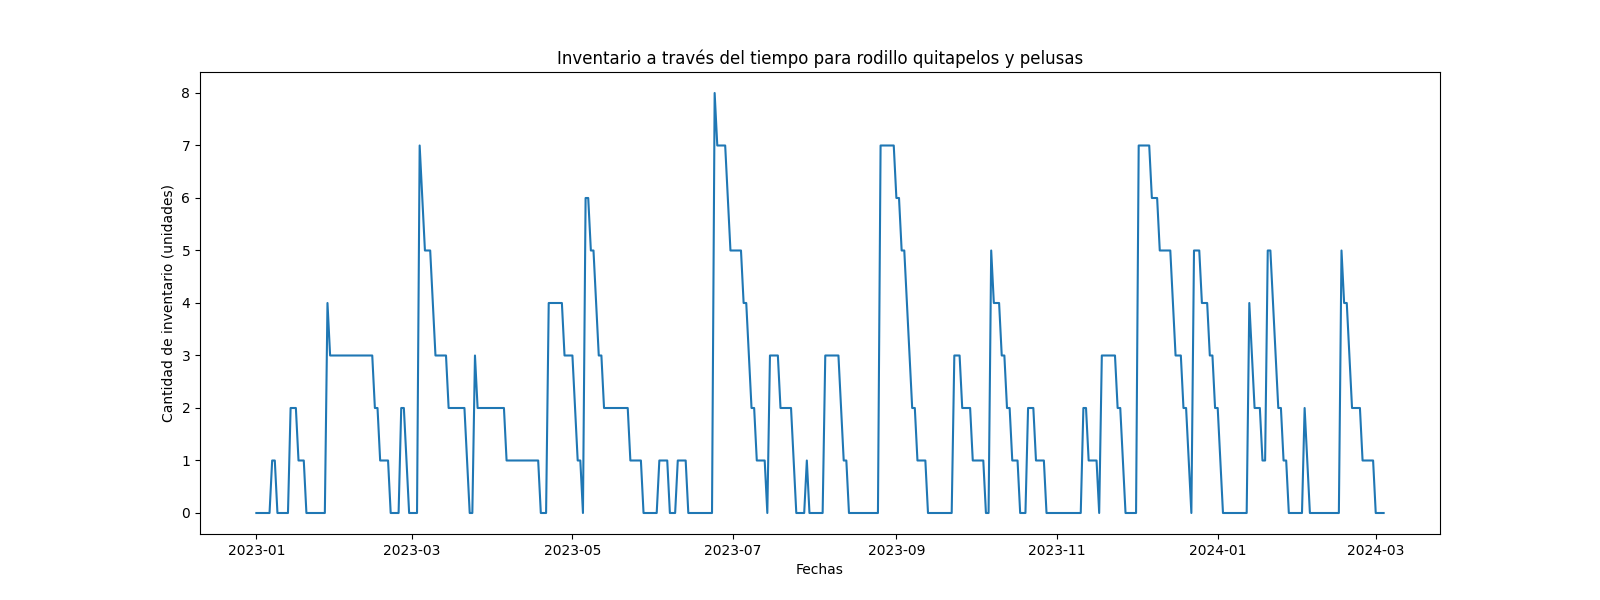 Inventario a través del tiempo para rodillo quitapelos y pelusas
Cantidad de inventario (unidades)
8
7
6
5
4
3
2
1
0
2023-01 2023-03 2023-05 2023-07 2023-09 2023-11 2024-01 2024-03
Fechas